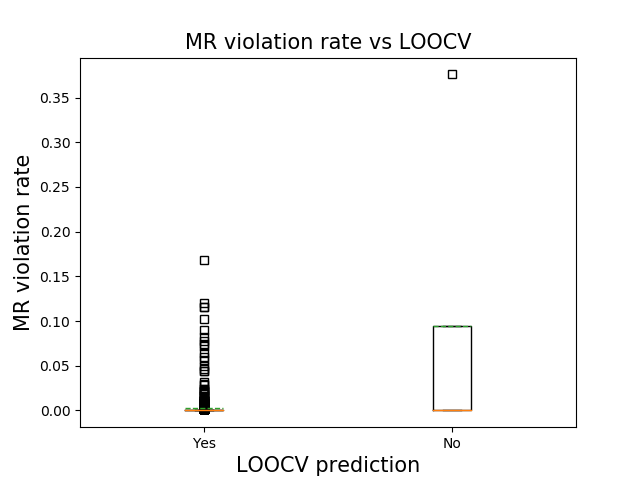 MR violation rate vs LOOCV
MR violation rate
0.35
0.30
0.25
0.20
0.15
0.10
0.05
0.00
Yes
No
LOOCV prediction